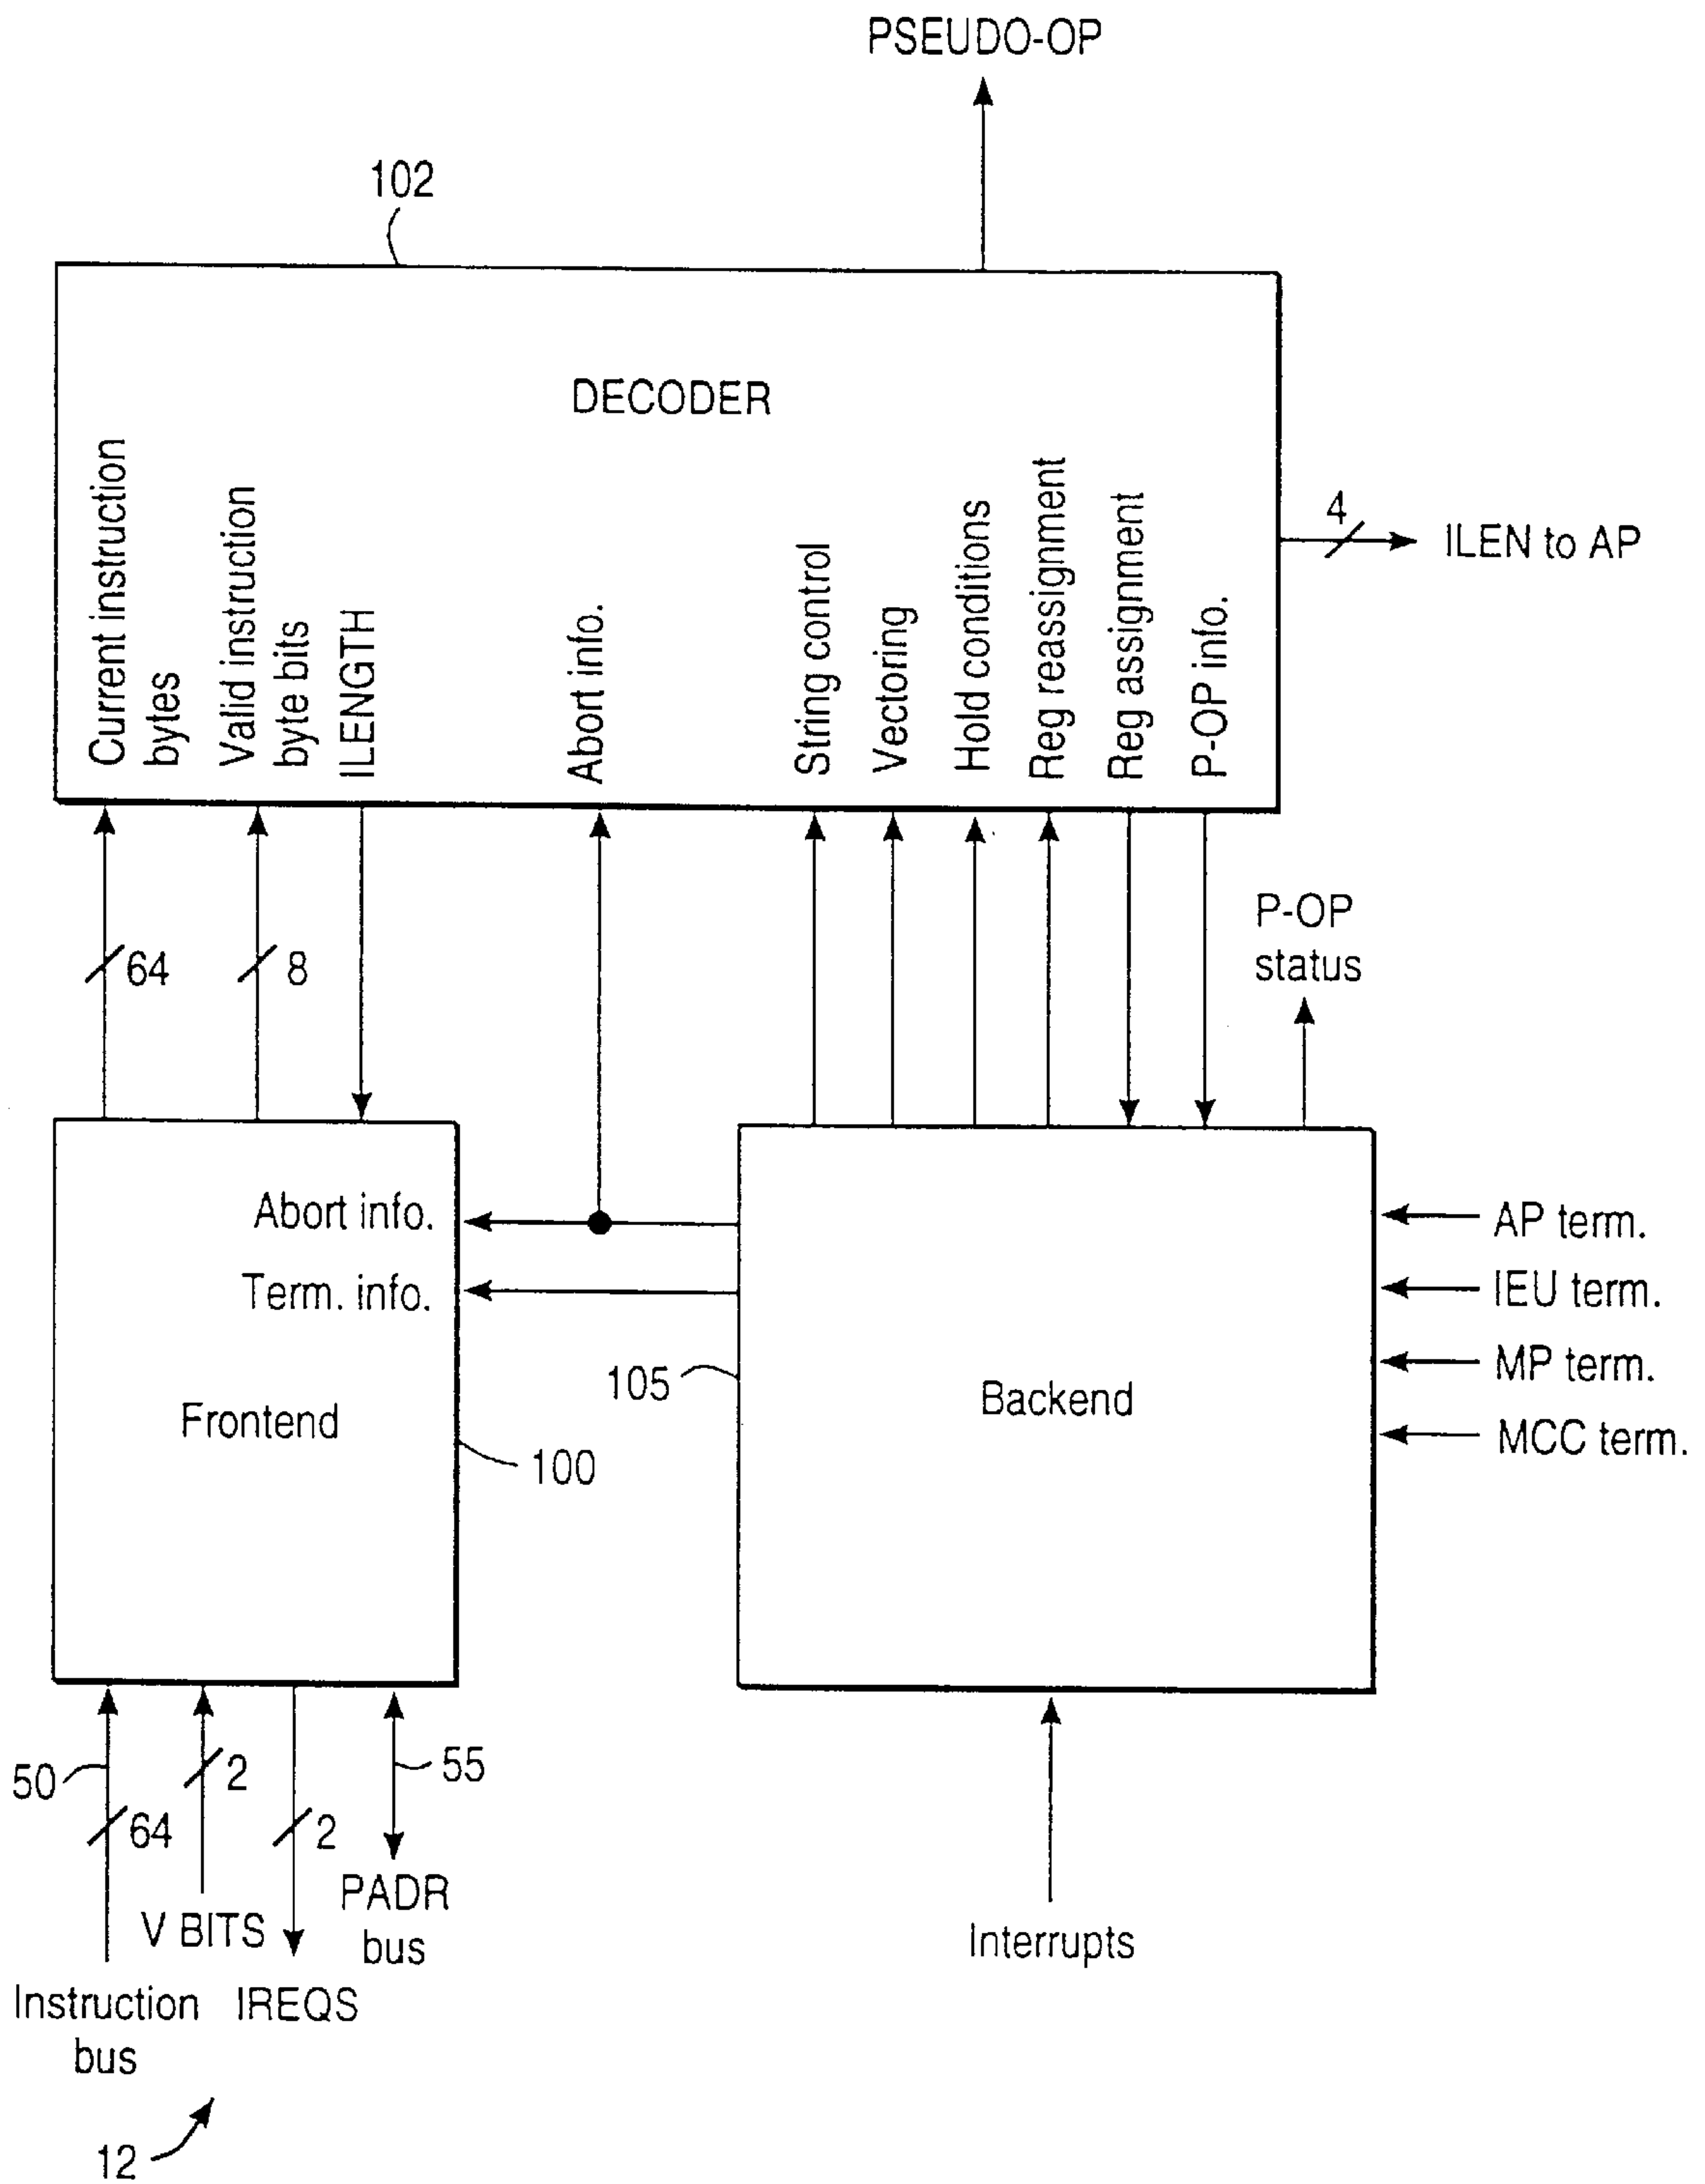 PSEUDO-OP
102
DECODER
Current instruction
bytes
Valid instruction
byte bits
ILENGTH
Abort info.
String control
Vectoring
Hold conditions
Reg reassignment
Reg assignment
P-OP info.
4
ILEN to AP
64
8
P-OP
status
Abort info.
Term. info.
Frontend
100
105
Backend
AP term.
IEU term.
MP term.
MCC term.
50
64
2
2
55
V BITS
PADR
bus
Instruction
bus
IREQS
Interrupts
12